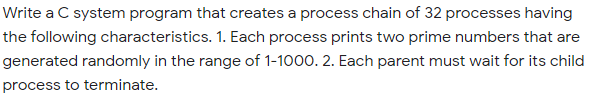 Write a C system program that creates a process chain of 32 processes having
the following characteristics. 1. Each process prints two prime numbers that are
generated randomly in the range of 1-1000. 2. Each parent must wait for its child
process to terminate.